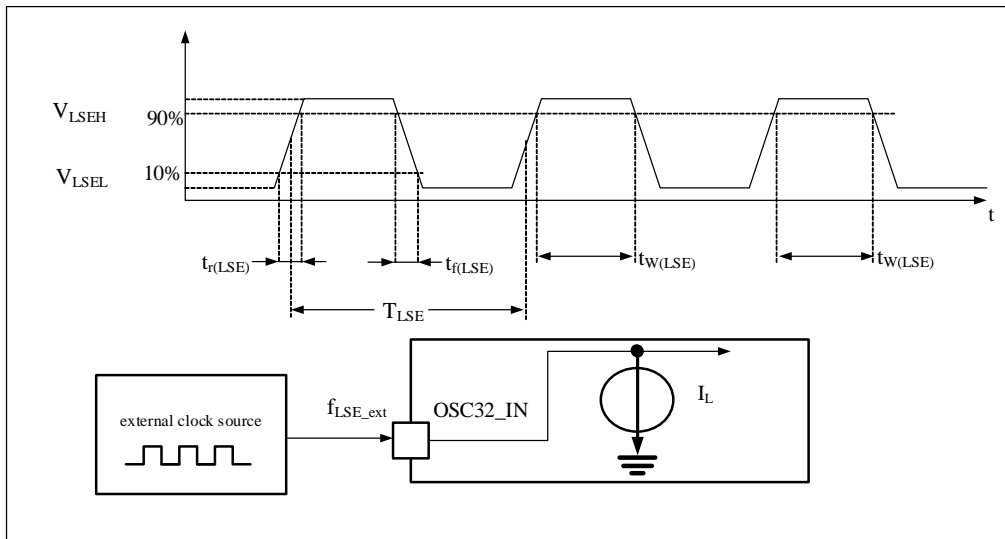 V_LSEH 90%
V_LSEL 10%
t
t_r(LSE) t_f(LSE) t_W(LSE) t_W(LSE)
T_LSE
external clock source
f_LSE_ext
OSC32_IN
I_L